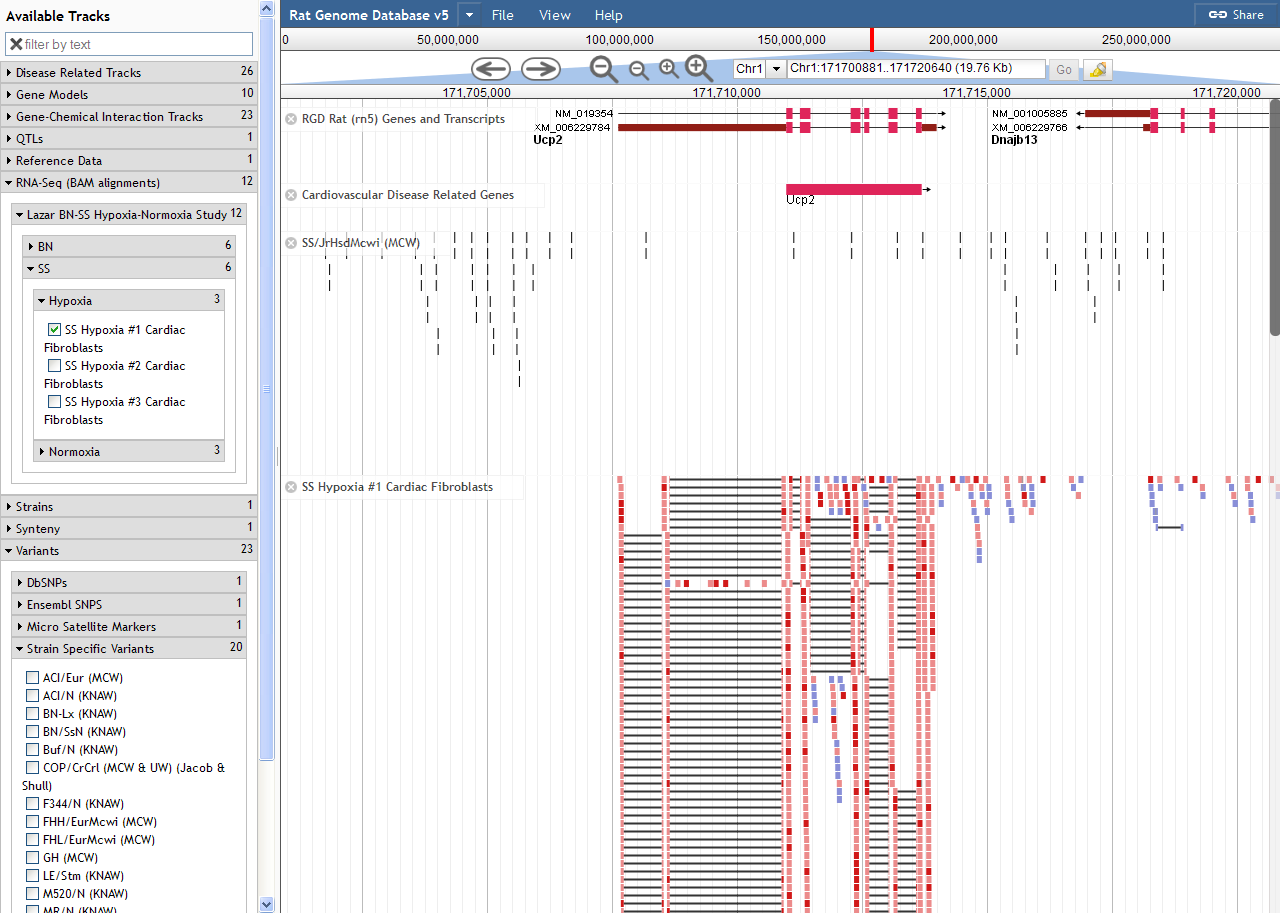 Available Tracks
filter by text
Disease Related Tracks 26
Gene Models 10
Gene-Chemical Interaction Tracks 23
QTLs 1
Reference Data 1
RNA-Seq (BAM alignments) 12
Lazar BN-SS Hypoxia-Normoxia Study 12
BN 6
SS 6
Hypoxia 3
SS Hypoxia #1 Cardiac
Fibroblasts
SS Hypoxia #2 Cardiac
Fibroblasts
SS Hypoxia #3 Cardiac
Fibroblasts
Normoxia 3
Strains 1
Synteny 1
Variants 23
DbSNPs 1
Ensembl SNPS 1
Micro Satellite Markers 1
Strain Specific Variants 20
ACI/Eur (MCW)
ACI/N (KNAW)
BN-Lx (KNAW)
BN/SsN (KNAW)
Buf/N (KNAW)
COP/CrCrl (MCW & UW) (Jacob &
Shull)
F344/N (KNAW)
FHH/EurMcwi (MCW)
FHL/EurMcwi (MCW)
GH (MCW)
LE/Stm (KNAW)
M520/N (KNAW)
MR/N (KNAW)
Rat Genome Database v5 File View Help Share
0 50,000,000 100,000,000 150,000,000 200,000,000 250,000,000
Chr1 Chr1:171700881..171720640 (19.76 Kb) Go
171,705,000 171,710,000 171,715,000 171,720,000
RGD Rat (rn5) Genes and Transcripts
NM_019354 NM_001005885
XM_006229784 XM_006229766
Ucp2 Dnajb13
Cardiovascular Disease Related Genes
Ucp2
SS/JrHsdMcwi (MCW)
SS Hypoxia #1 Cardiac Fibroblasts